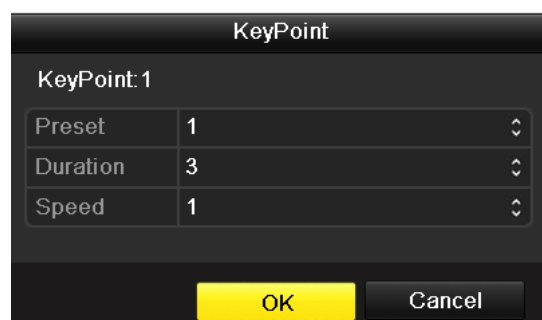 KeyPoint
KeyPoint:1
Preset 1
Duration 3
Speed 1
OK Cancel